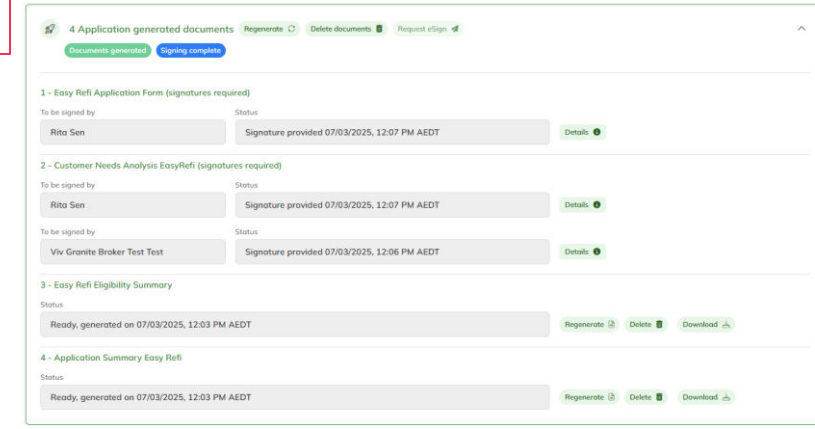 4 Application generated documents Regenerate Delete documents Request eSign
Documents generated Signing complete
1 - Easy Refi Application Form (signatures required)
To be signed by Status
Rita Sen Signature provided 07/03/2025, 12:07 PM AEDT Details
2 - Customer Needs Analysis EasyRefi (signatures required)
To be signed by Status
Rita Sen Signature provided 07/03/2025, 12:07 PM AEDT Details
To be signed by Status
Viv Granite Broker Test Test Signature provided 07/03/2025, 12:06 PM AEDT Details
3 - Easy Refi Eligibility Summary
Status
Ready, generated on 07/03/2025, 12:03 PM AEDT Regenerate Delete Download
4 - Application Summary Easy Refi
Status
Ready, generated on 07/03/2025, 12:03 PM AEDT Regenerate Delete Download